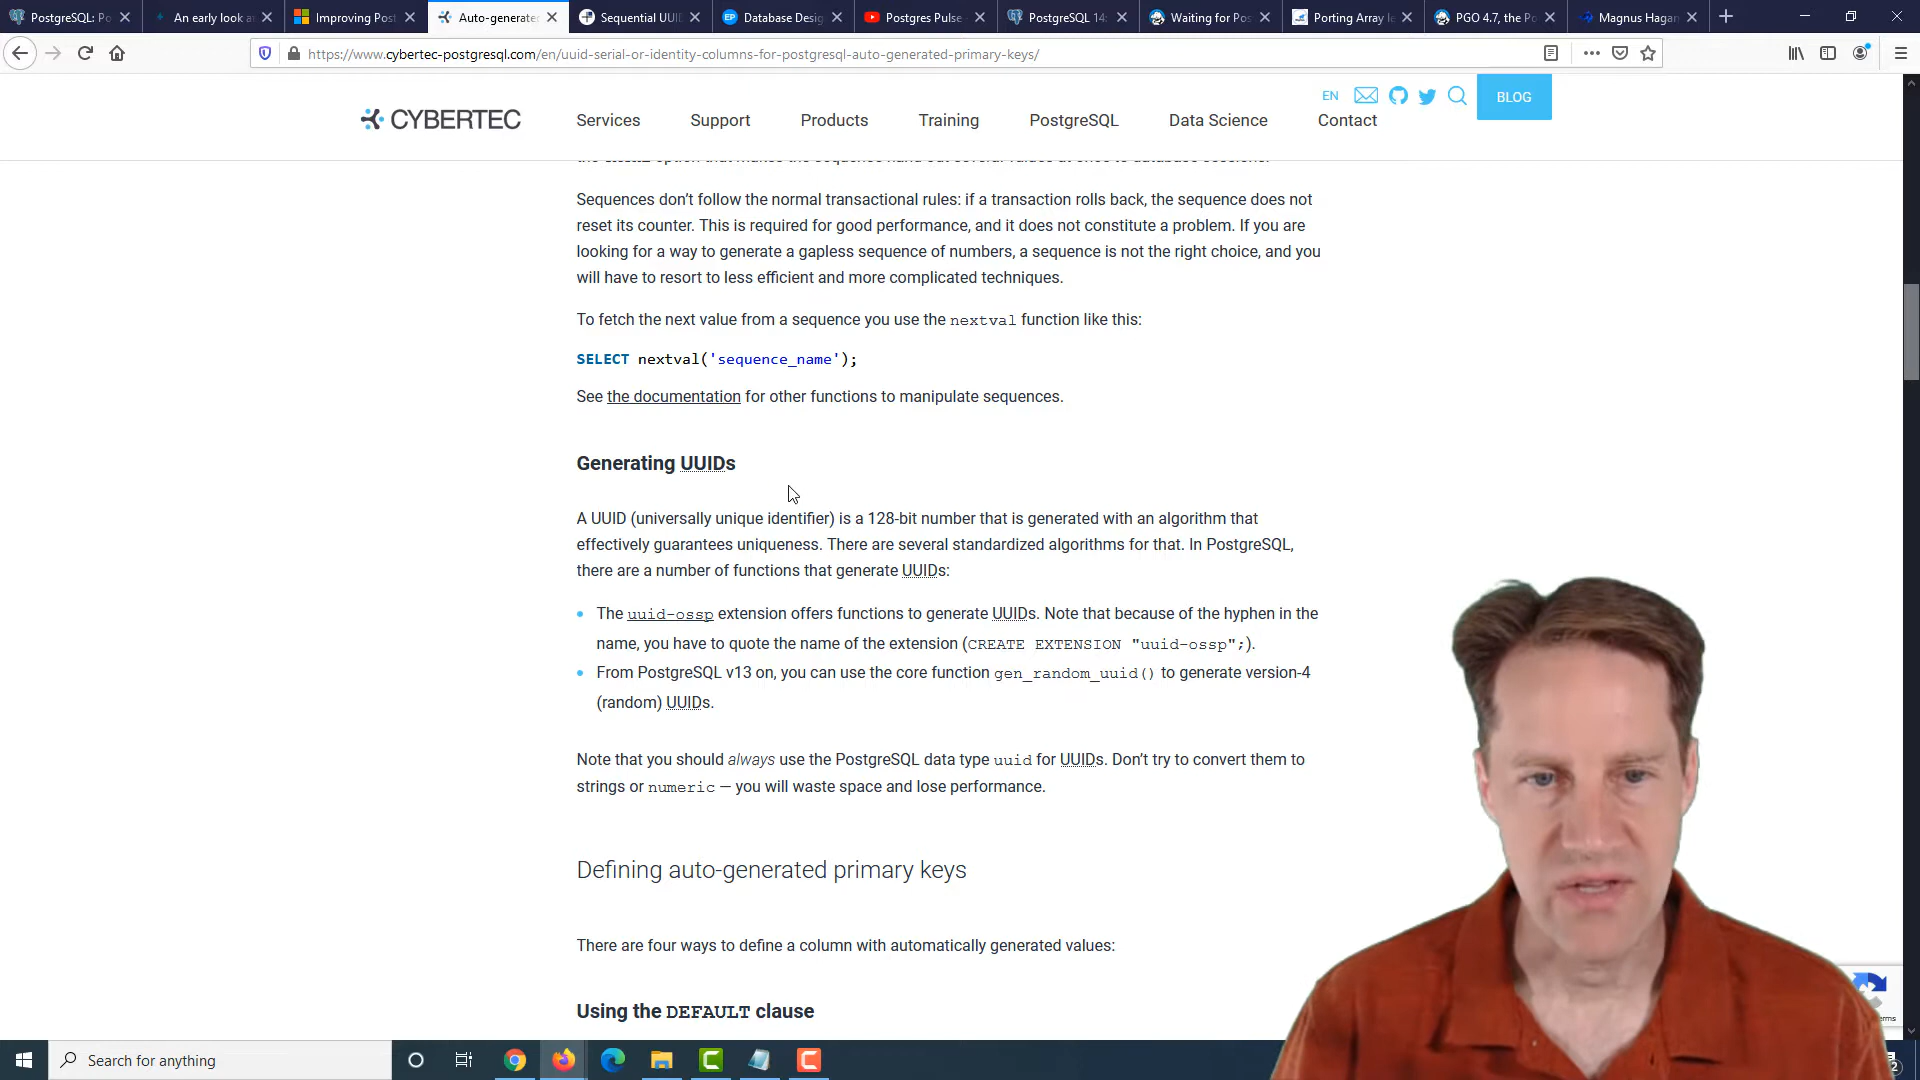 PostgreSQL: Po
An early look a
Improving Post
Auto-generate
Sequential UUI
Database Desig
Postgres Pulse
PostgreSQL 14:
Waiting for Pos
Porting Array le
PGO 4.7, the Po
Magnus Hagan
https://www.cybertec-postgresql.com/en/uuid-serial-or-identity-columns-for-postgresql-auto-generated-primary-keys/
EN
BLOG
CYBERTEC
Services
Support
Products
Training
PostgreSQL
Data Science
Contact
Sequences don’t follow the normal transactional rules: if a transaction rolls back, the sequence does not
reset its counter. This is required for good performance, and it does not constitute a problem. If you are
looking for a way to generate a gapless sequence of numbers, a sequence is not the right choice, and you
will have to resort to less efficient and more complicated techniques.
To fetch the next value from a sequence you use the nextval function like this:
SELECT nextval('sequence_name');
See the documentation for other functions to manipulate sequences.
Generating UUIDs
A UUID (universally unique identifier) is a 128-bit number that is generated with an algorithm that
effectively guarantees uniqueness. There are several standardized algorithms for that. In PostgreSQL,
there are a number of functions that generate UUIDs:
The uuid-ossp extension offers functions to generate UUIDs. Note that because of the hyphen in the
name, you have to quote the name of the extension (CREATE EXTENSION "uuid-ossp";).
From PostgreSQL v13 on, you can use the core function gen_random_uuid() to generate version-4
(random) UUIDs.
Note that you should always use the PostgreSQL data type uuid for UUIDs. Don’t try to convert them to
strings or numeric — you will waste space and lose performance.
Defining auto-generated primary keys
There are four ways to define a column with automatically generated values:
Using the DEFAULT clause
Search for anything